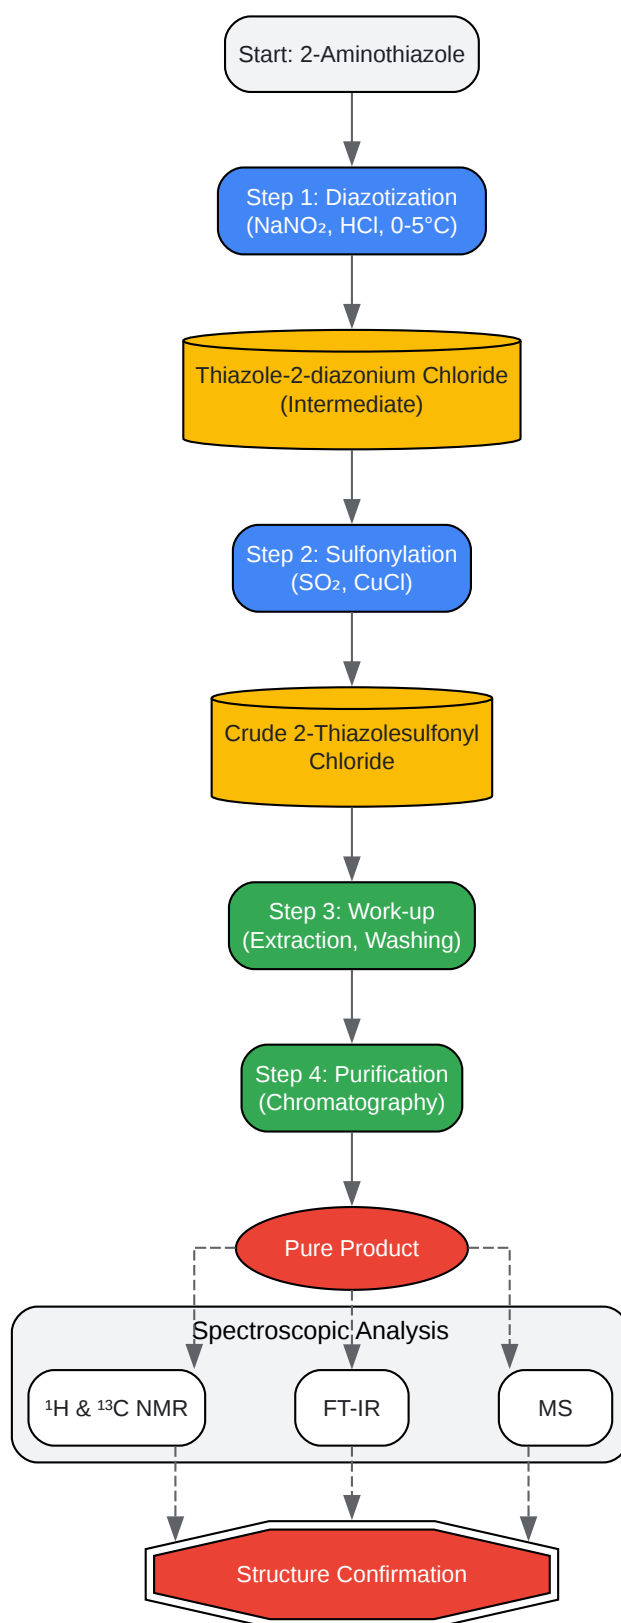 Start: 2-Aminothiazole
Step 1: Diazotization
(NaNO₂, HCl, 0-5°C)
Thiazole-2-diazonium Chloride
(Intermediate)
Step 2: Sulfonylation
(SO₂, CuCl)
Crude 2-Thiazolesulfonyl
Chloride
Step 3: Work-up
(Extraction, Washing)
Step 4: Purification
(Chromatography)
Pure Product
Spectroscopic Analysis
¹H & ¹³C NMR
FT-IR
MS
Structure Confirmation